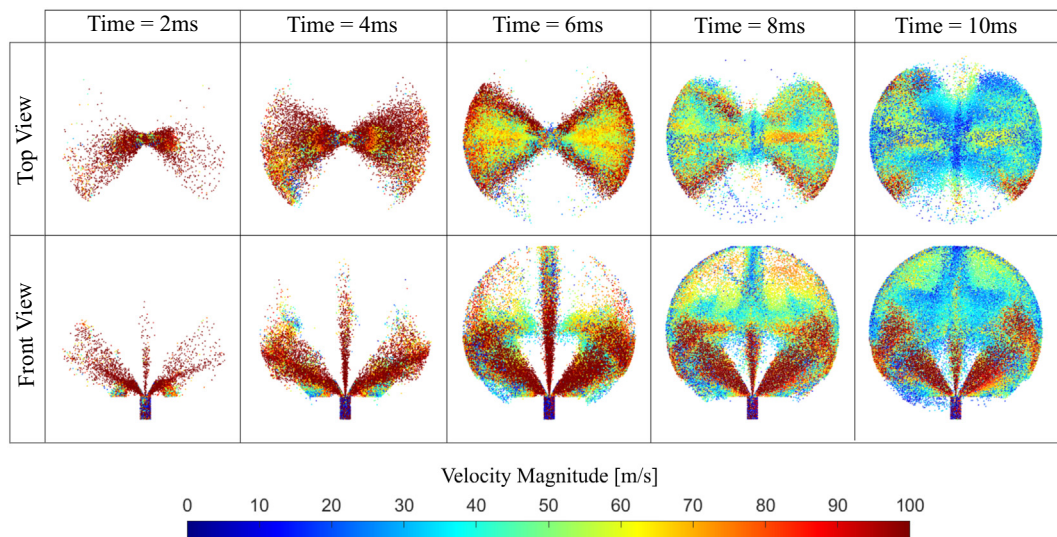 Time = 2ms Time = 4ms Time = 6ms Time = 8ms Time = 10ms
Top View
Front View
Velocity Magnitude [m/s]
0 10 20 30 40 50 60 70 80 90 100